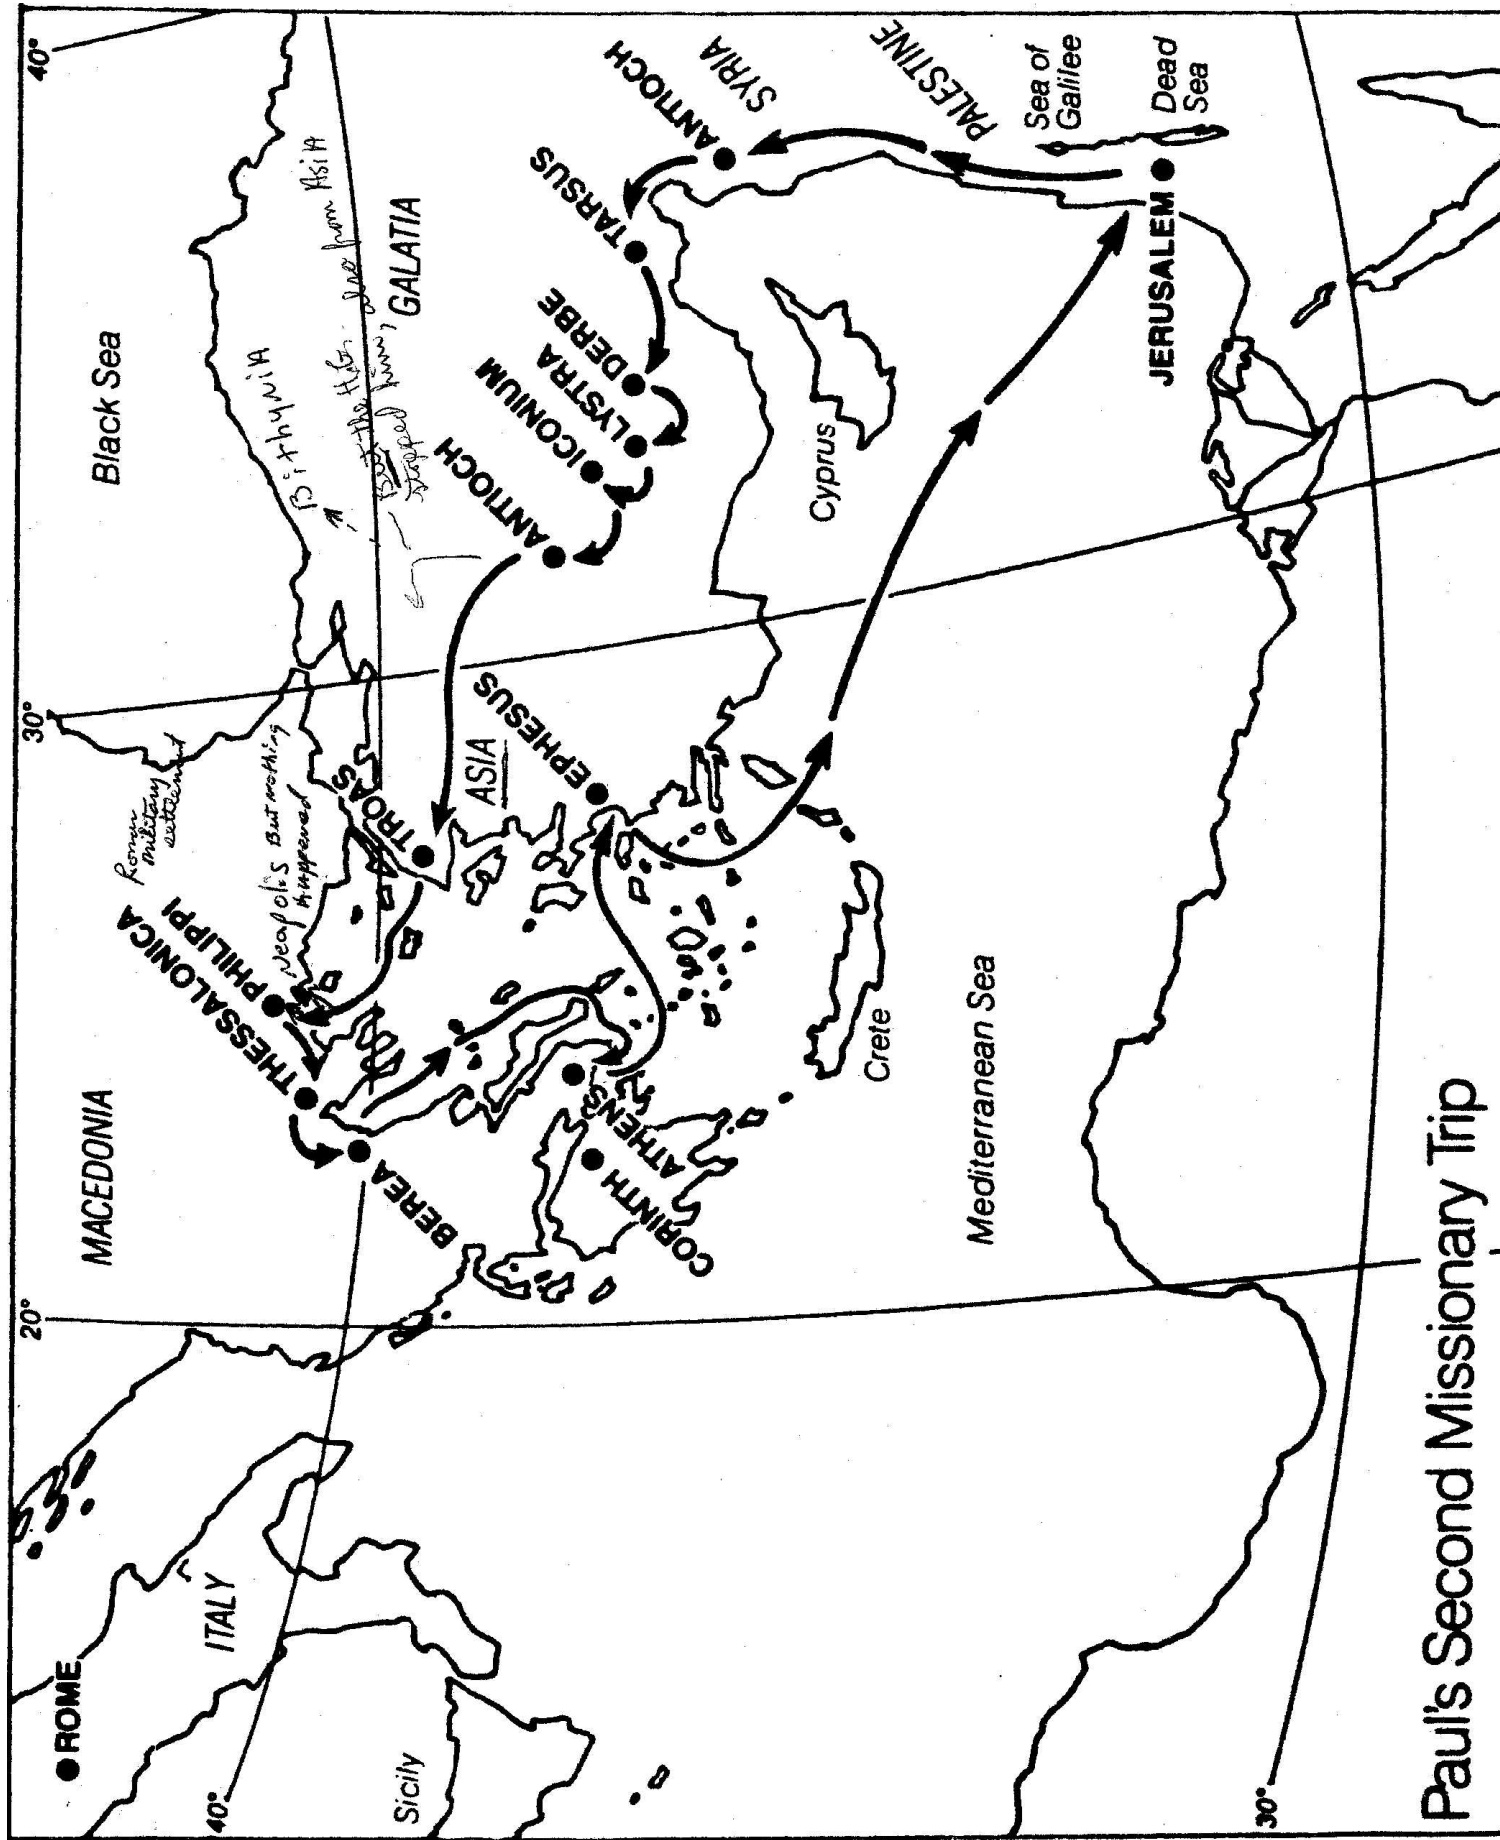 40°
30°
20°
Black Sea
MACEDONIA
Roman
military
settlement
Neapolis But nothing
happened
BithyniA
But the H.G. also from AsiA
stopped him,
GALATIA
ROME
ITALY
40°
Sicily
THESSALONICA
PHILIPPI
BEREA
TROAS
ASIA
EPHESUS
ATHENS
CORINTH
ANTIOCH
ICONIUM
LYSTRA
DERBE
TARSUS
ANTIOCH
SYRIA
Cyprus
Crete
PALESTINE
Mediterranean Sea
Sea of
Galilee
Dead
Sea
JERUSALEM
30°
Paul's Second Missionary Trip